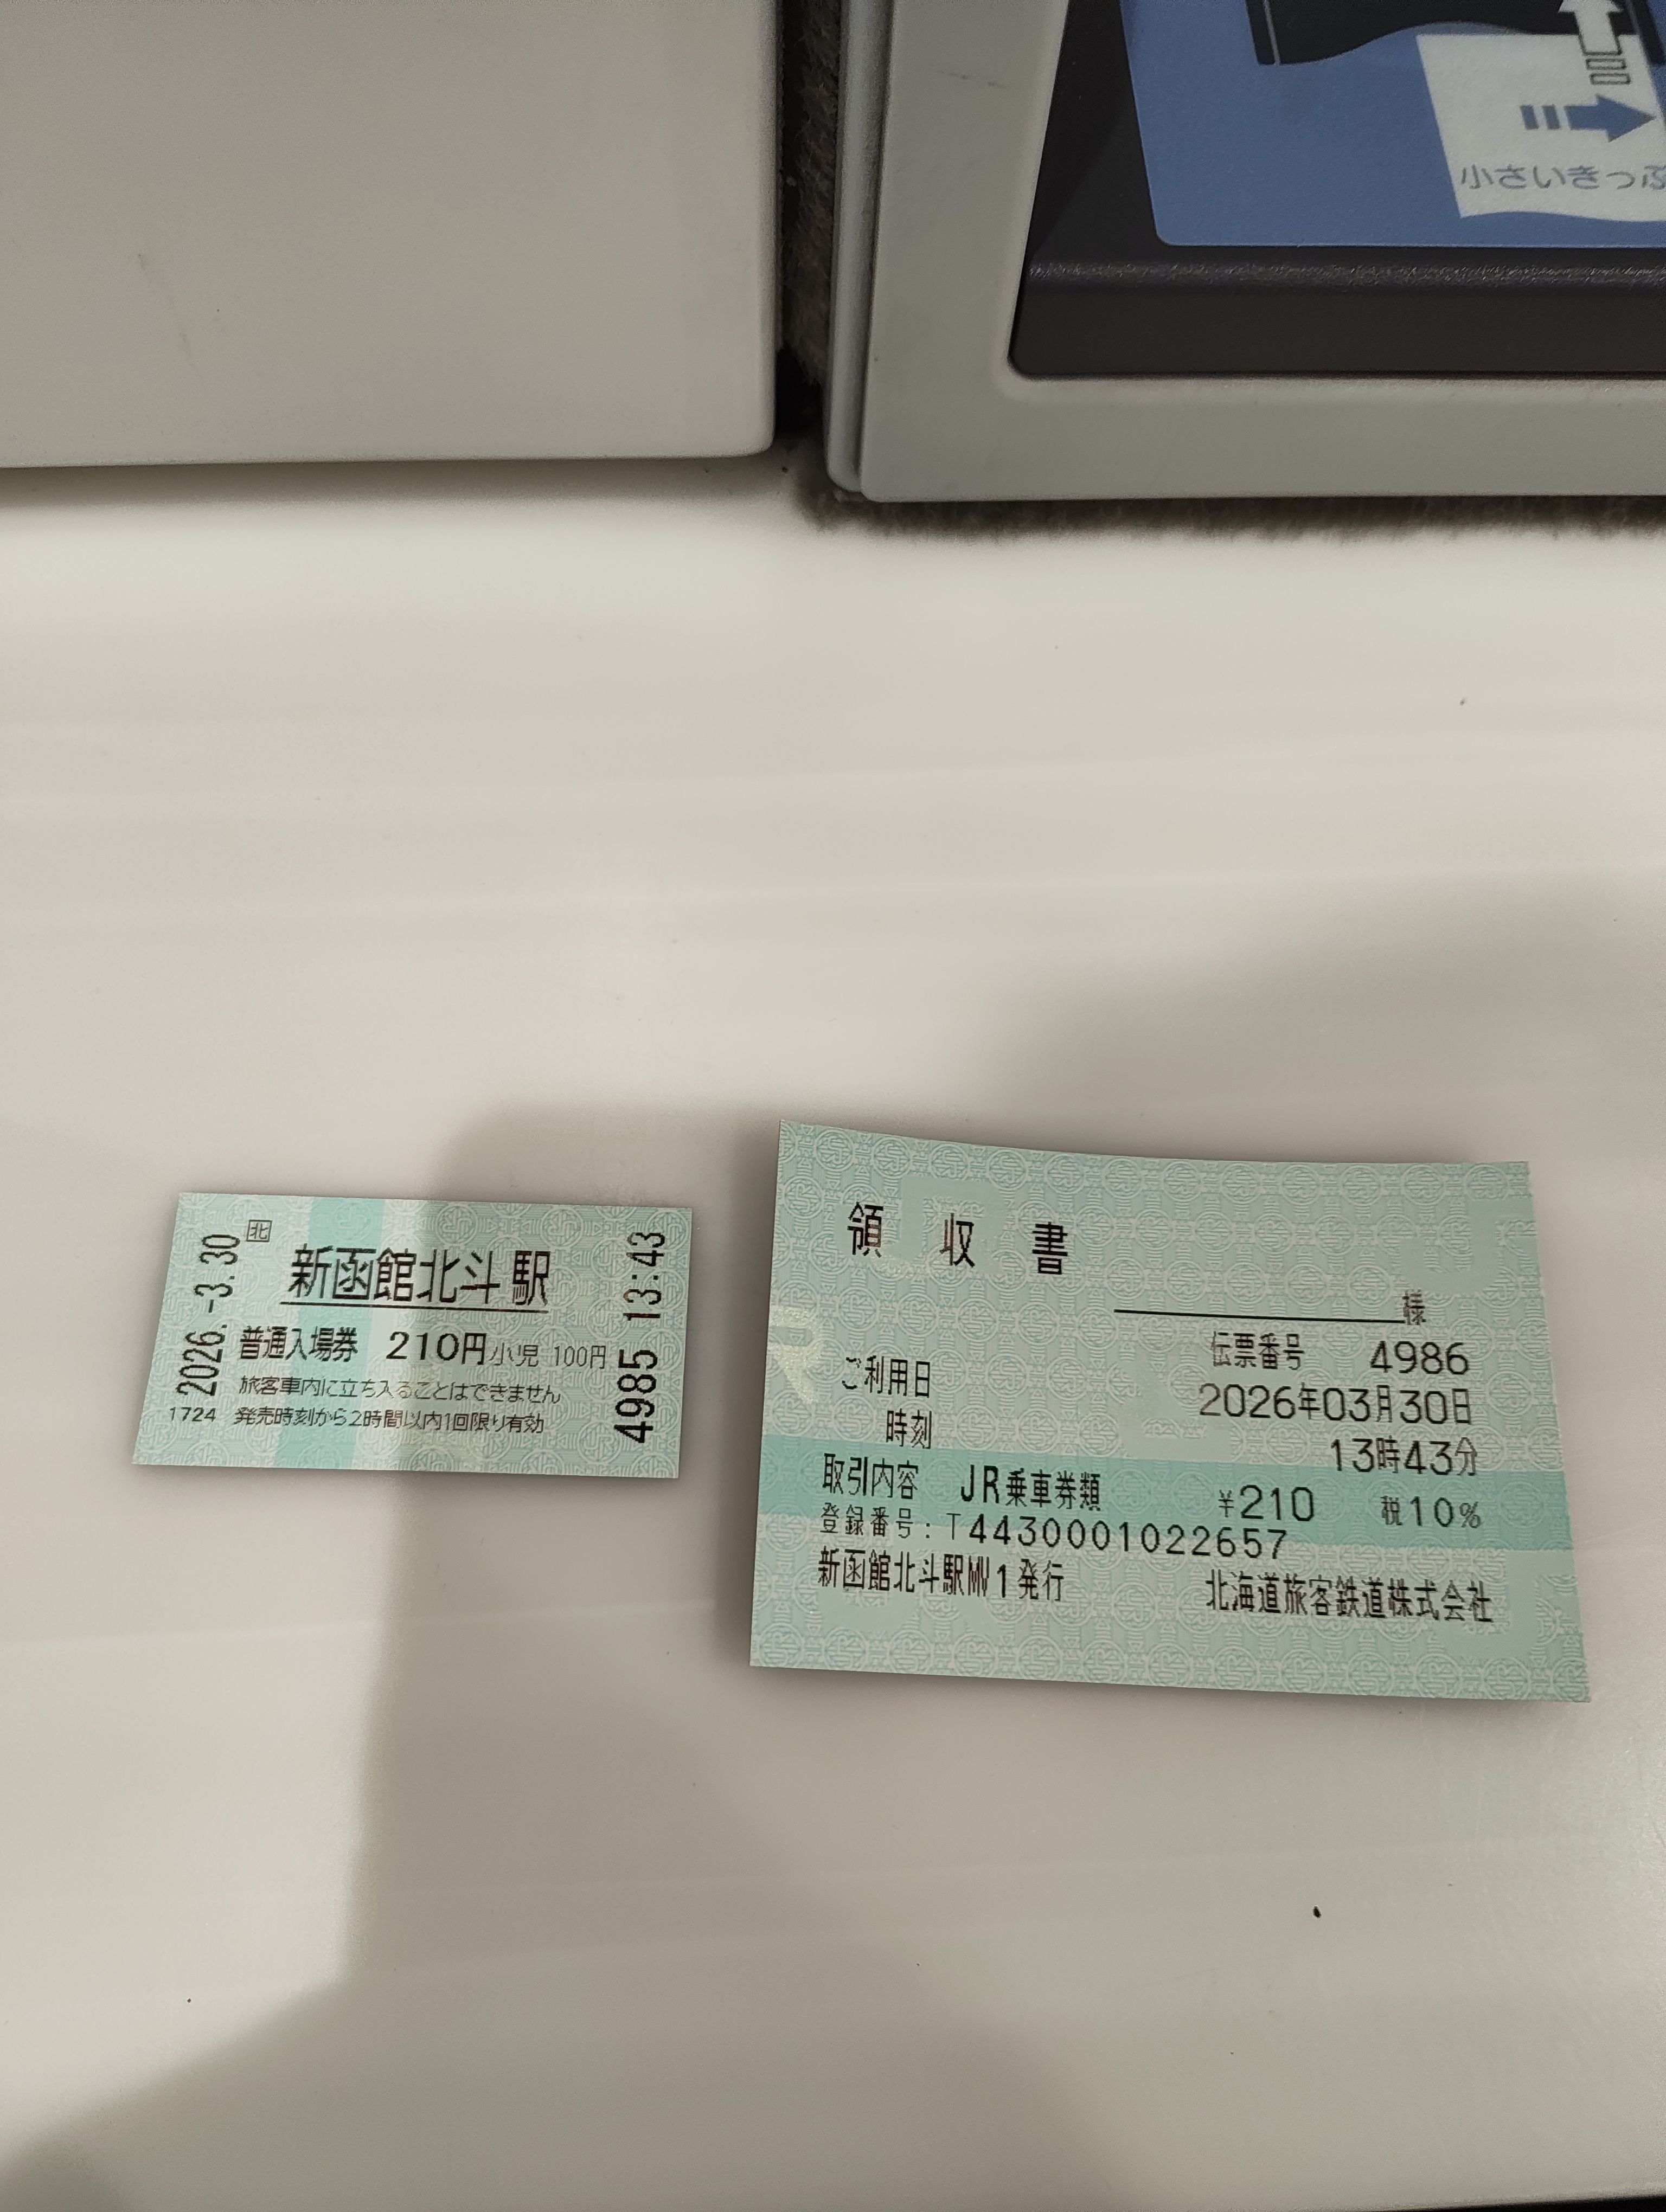 小さいきっぷ
2026.-3.30
北
新函館北斗駅
普通入場券 210円 小児 100円
旅客車内に立ち入ることはできません
1724 発売時刻から2時間以内1回限り有効
4985 13:43
領収書
様
伝票番号 4986
ご利用日 2026年03月30日
時刻 13時43分
取引内容 JR乗車券類 ¥210 税10%
登録番号:T4430001022657
新函館北斗駅MV1発行 北海道旅客鉄道株式会社